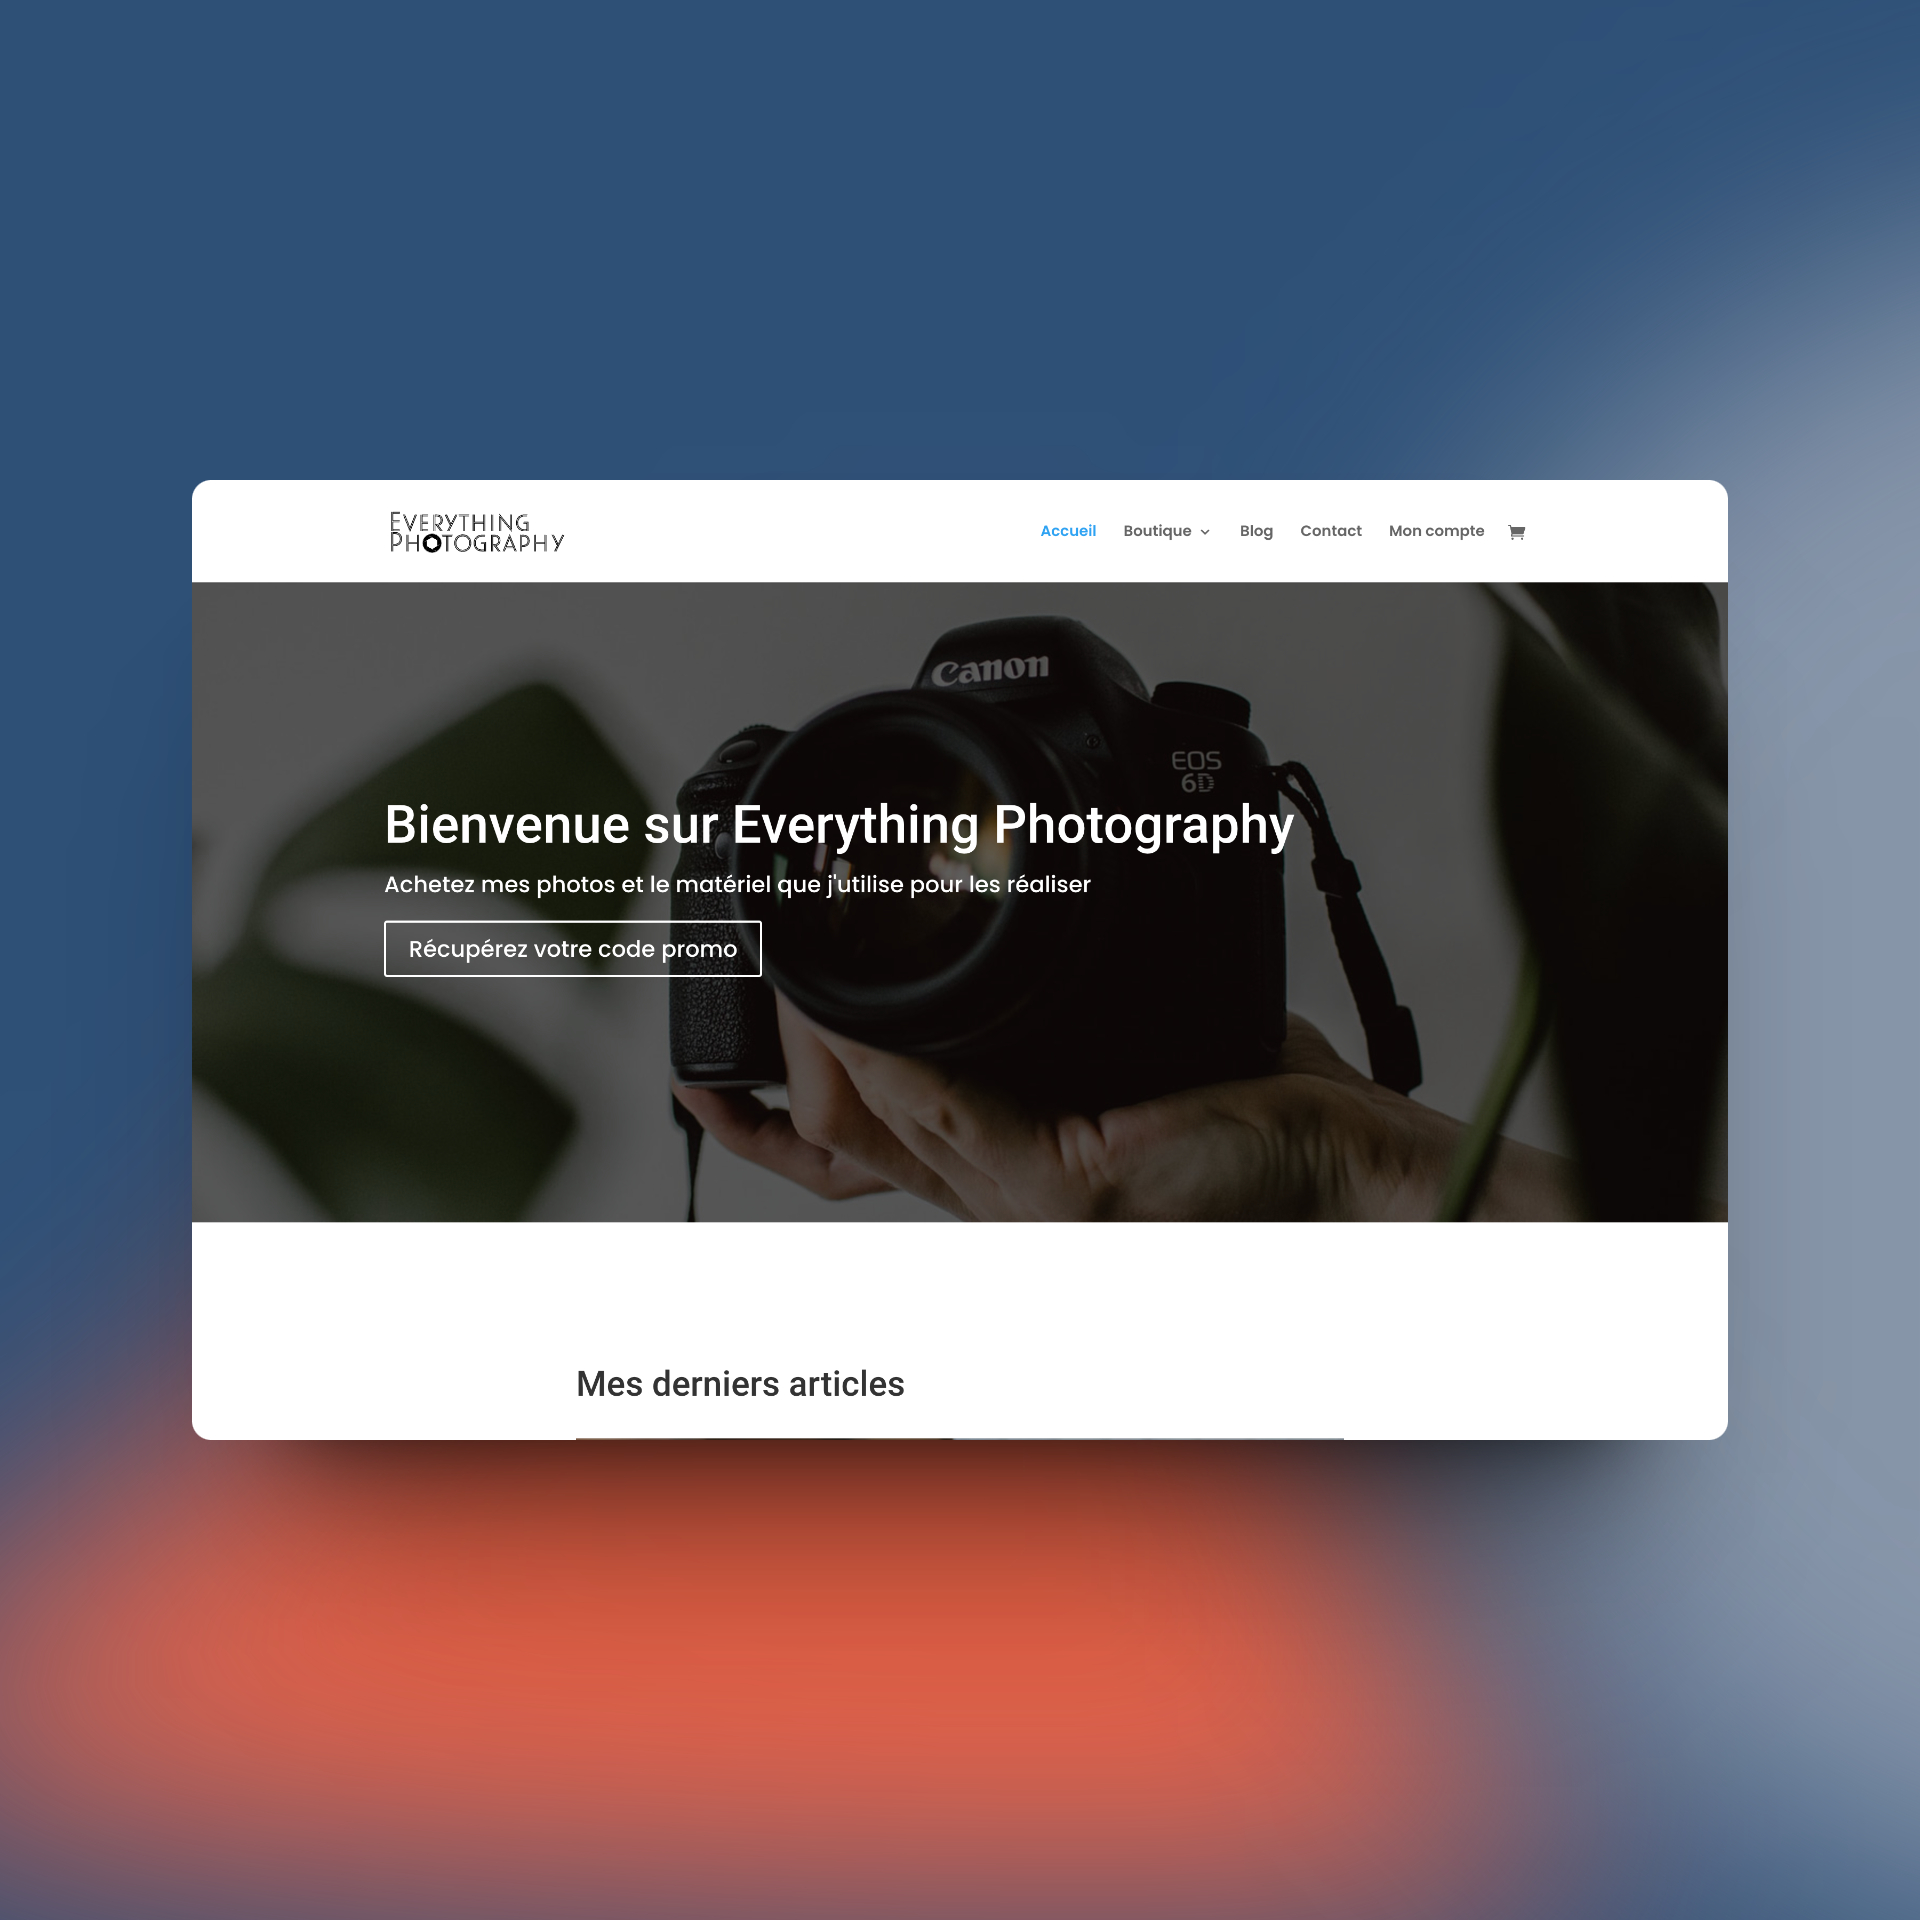 EVERYTHING
PHOTOGRAPHY
Accueil Boutique Blog Contact Mon compte
Canon
EOS
6D
Bienvenue sur Everything Photography
Achetez mes photos et le matériel que j'utilise pour les réaliser
Récupérez votre code promo
Mes derniers articles